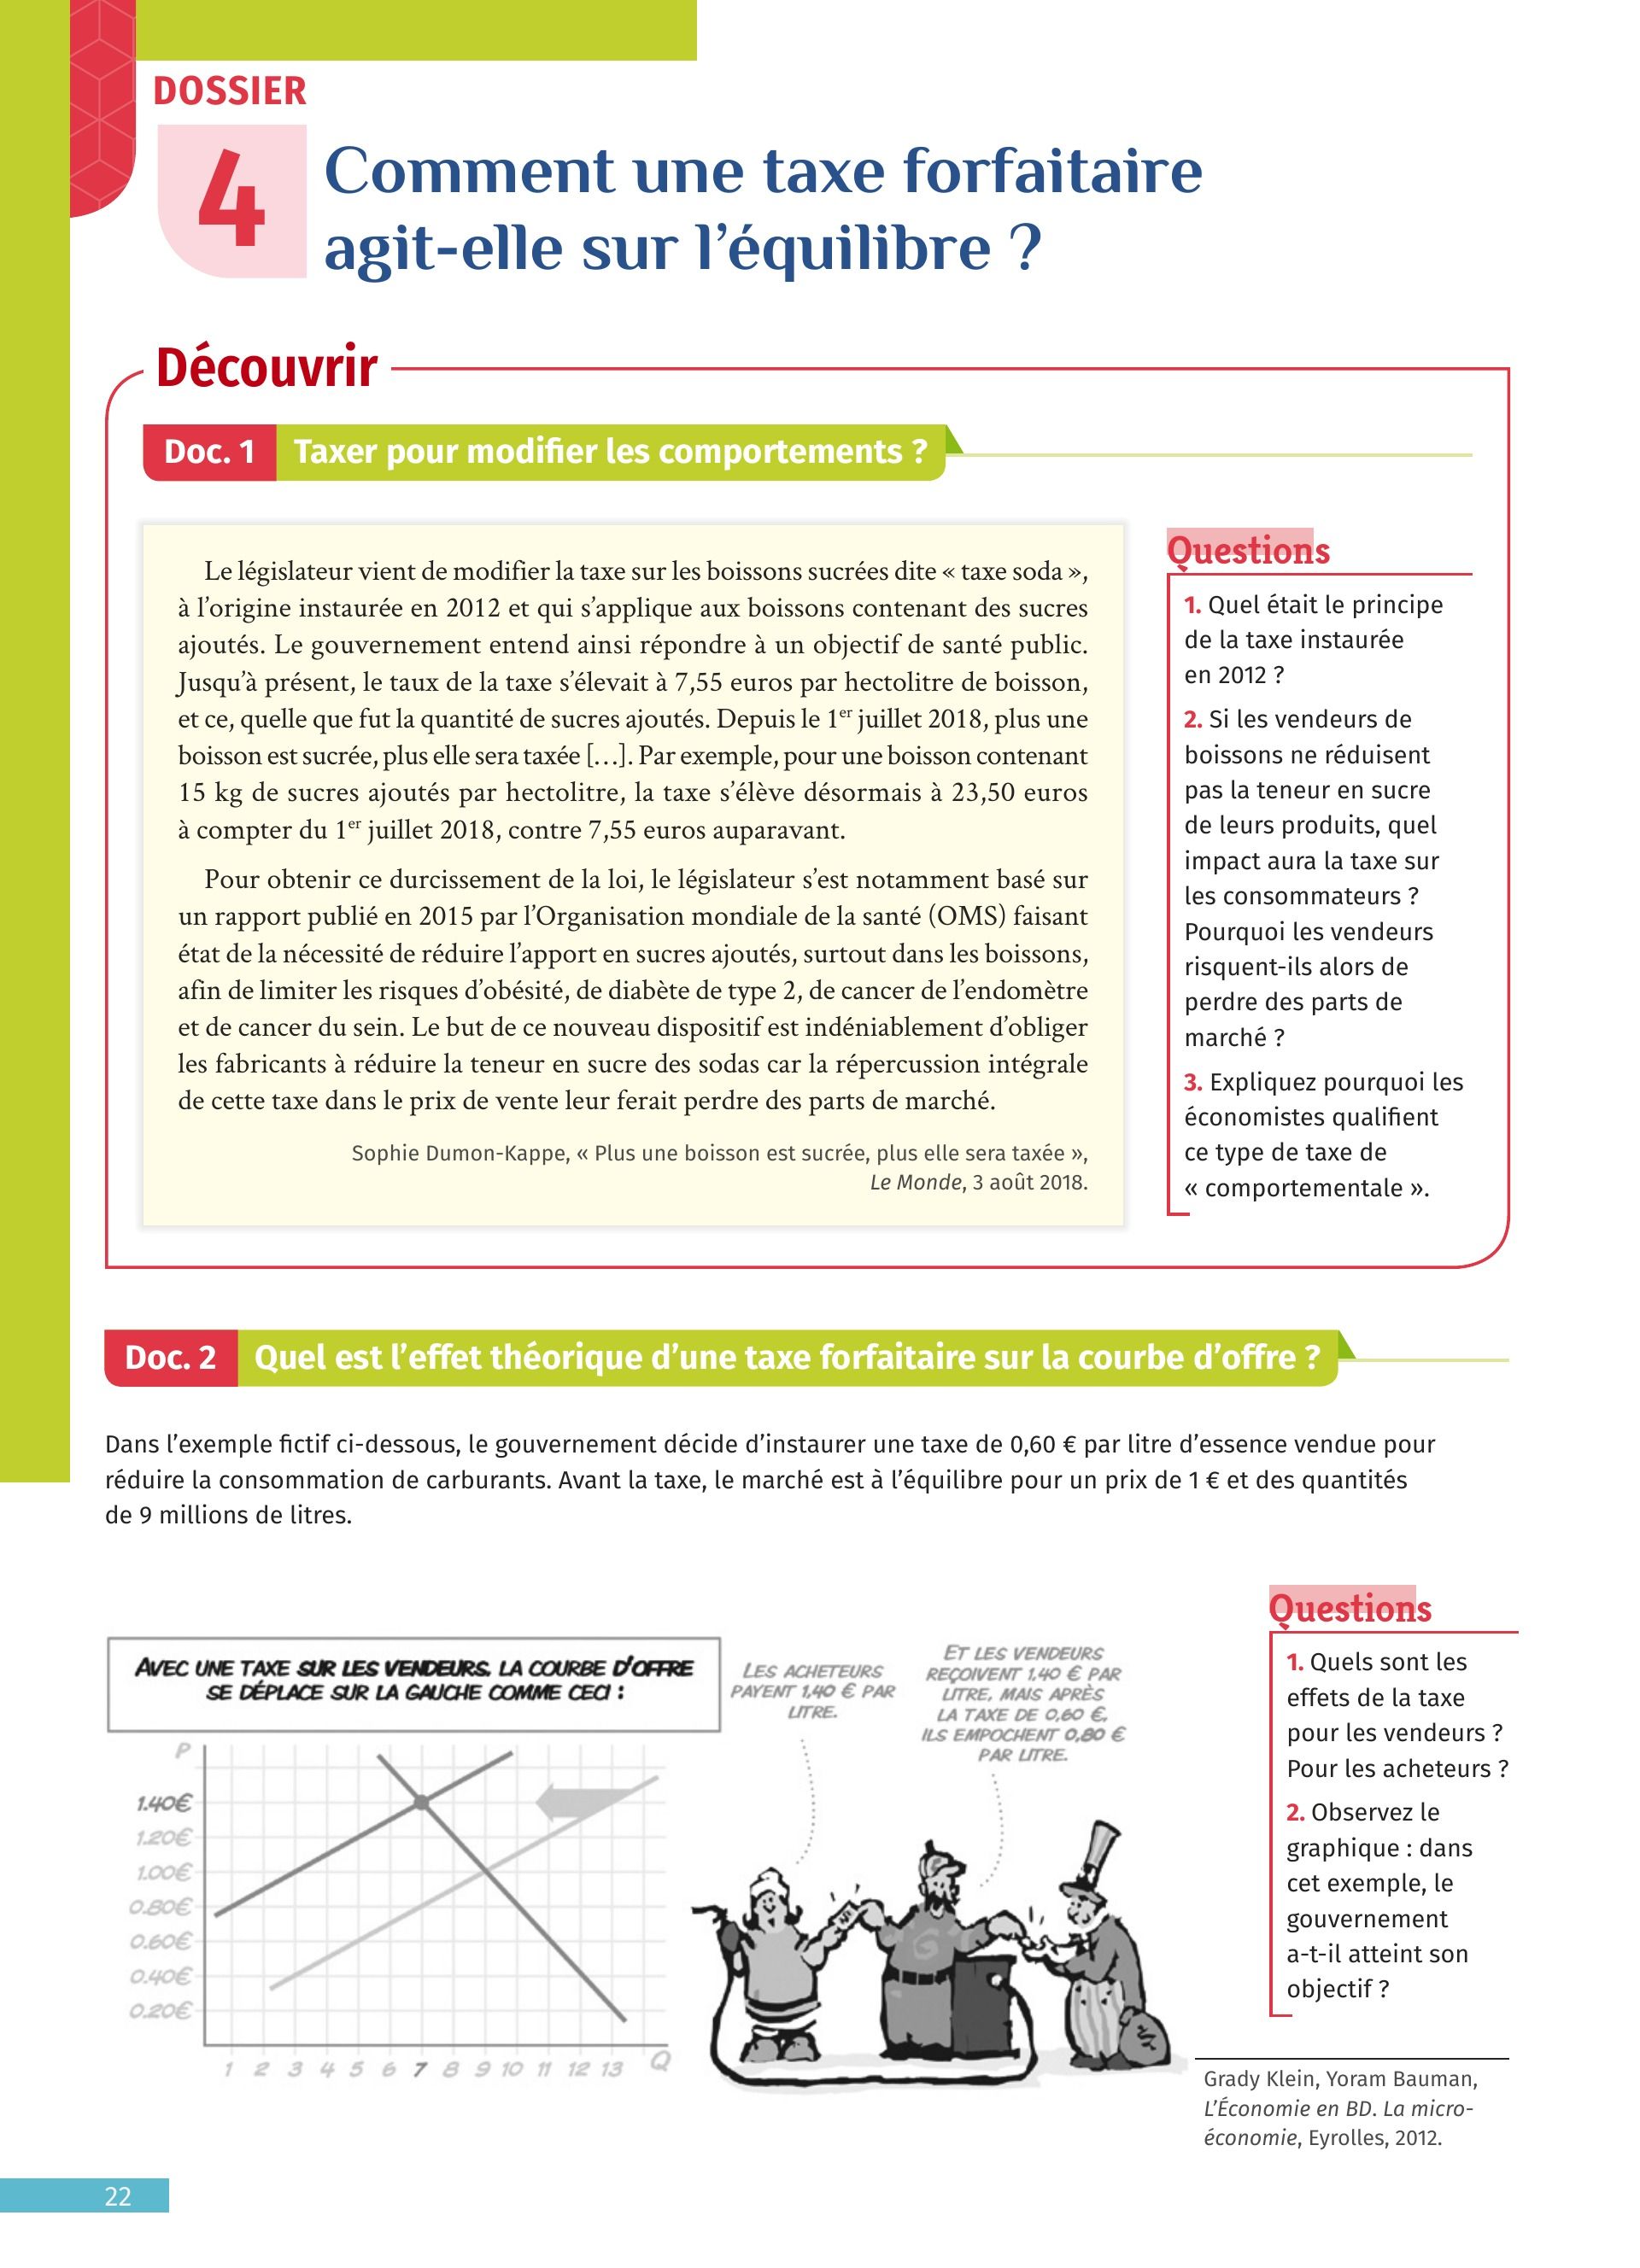 DOSSIER
4
Comment une taxe forfaitaire
agit-elle sur l’équilibre ?
Découvrir
Doc. 1 Taxer pour modifier les comportements ?
Le législateur vient de modifier la taxe sur les boissons sucrées dite « taxe soda »,
à l’origine instaurée en 2012 et qui s’applique aux boissons contenant des sucres
ajoutés. Le gouvernement entend ainsi répondre à un objectif de santé public.
Jusqu’à présent, le taux de la taxe s’élevait à 7,55 euros par hectolitre de boisson,
et ce, quelle que fut la quantité de sucres ajoutés. Depuis le 1er juillet 2018, plus une
boisson est sucrée, plus elle sera taxée […]. Par exemple, pour une boisson contenant
15 kg de sucres ajoutés par hectolitre, la taxe s’élève désormais à 23,50 euros
à compter du 1er juillet 2018, contre 7,55 euros auparavant.
Pour obtenir ce durcissement de la loi, le législateur s’est notamment basé sur
un rapport publié en 2015 par l’Organisation mondiale de la santé (OMS) faisant
état de la nécessité de réduire l’apport en sucres ajoutés, surtout dans les boissons,
afin de limiter les risques d’obésité, de diabète de type 2, de cancer de l’endomètre
et de cancer du sein. Le but de ce nouveau dispositif est indéniablement d’obliger
les fabricants à réduire la teneur en sucre des sodas car la répercussion intégrale
de cette taxe dans le prix de vente leur ferait perdre des parts de marché.
Sophie Dumon-Kappe, « Plus une boisson est sucrée, plus elle sera taxée »,
Le Monde, 3 août 2018.
Questions
1. Quel était le principe
de la taxe instaurée
en 2012 ?
2. Si les vendeurs de
boissons ne réduisent
pas la teneur en sucre
de leurs produits, quel
impact aura la taxe sur
les consommateurs ?
Pourquoi les vendeurs
risquent-ils alors de
perdre des parts de
marché ?
3. Expliquez pourquoi les
économistes qualifient
ce type de taxe de
« comportementale ».
Doc. 2 Quel est l’effet théorique d’une taxe forfaitaire sur la courbe d’offre ?
Dans l’exemple fictif ci-dessous, le gouvernement décide d’instaurer une taxe de 0,60 € par litre d’essence vendue pour
réduire la consommation de carburants. Avant la taxe, le marché est à l’équilibre pour un prix de 1 € et des quantités
de 9 millions de litres.
AVEC UNE TAXE SUR LES VENDEURS, LA COURBE D’OFFRE
SE DÉPLACE SUR LA GAUCHE COMME CECI :
LES ACHETEURS
PAYENT 1,40 € PAR
LITRE.
ET LES VENDEURS
REÇOIVENT 1,40 € PAR
LITRE, MAIS APRÈS
LA TAXE DE 0,60 €,
ILS EMPOCHENT 0,80 €
PAR LITRE.
P
1.40€
1.20€
1.00€
0.80€
0.60€
0.40€
0.20€
1 2 3 4 5 6 7 8 9 10 11 12 13 Q
G
Questions
1. Quels sont les
effets de la taxe
pour les vendeurs ?
Pour les acheteurs ?
2. Observez le
graphique : dans
cet exemple, le
gouvernement
a-t-il atteint son
objectif ?
Grady Klein, Yoram Bauman,
L’Économie en BD. La micro-
économie, Eyrolles, 2012.
22